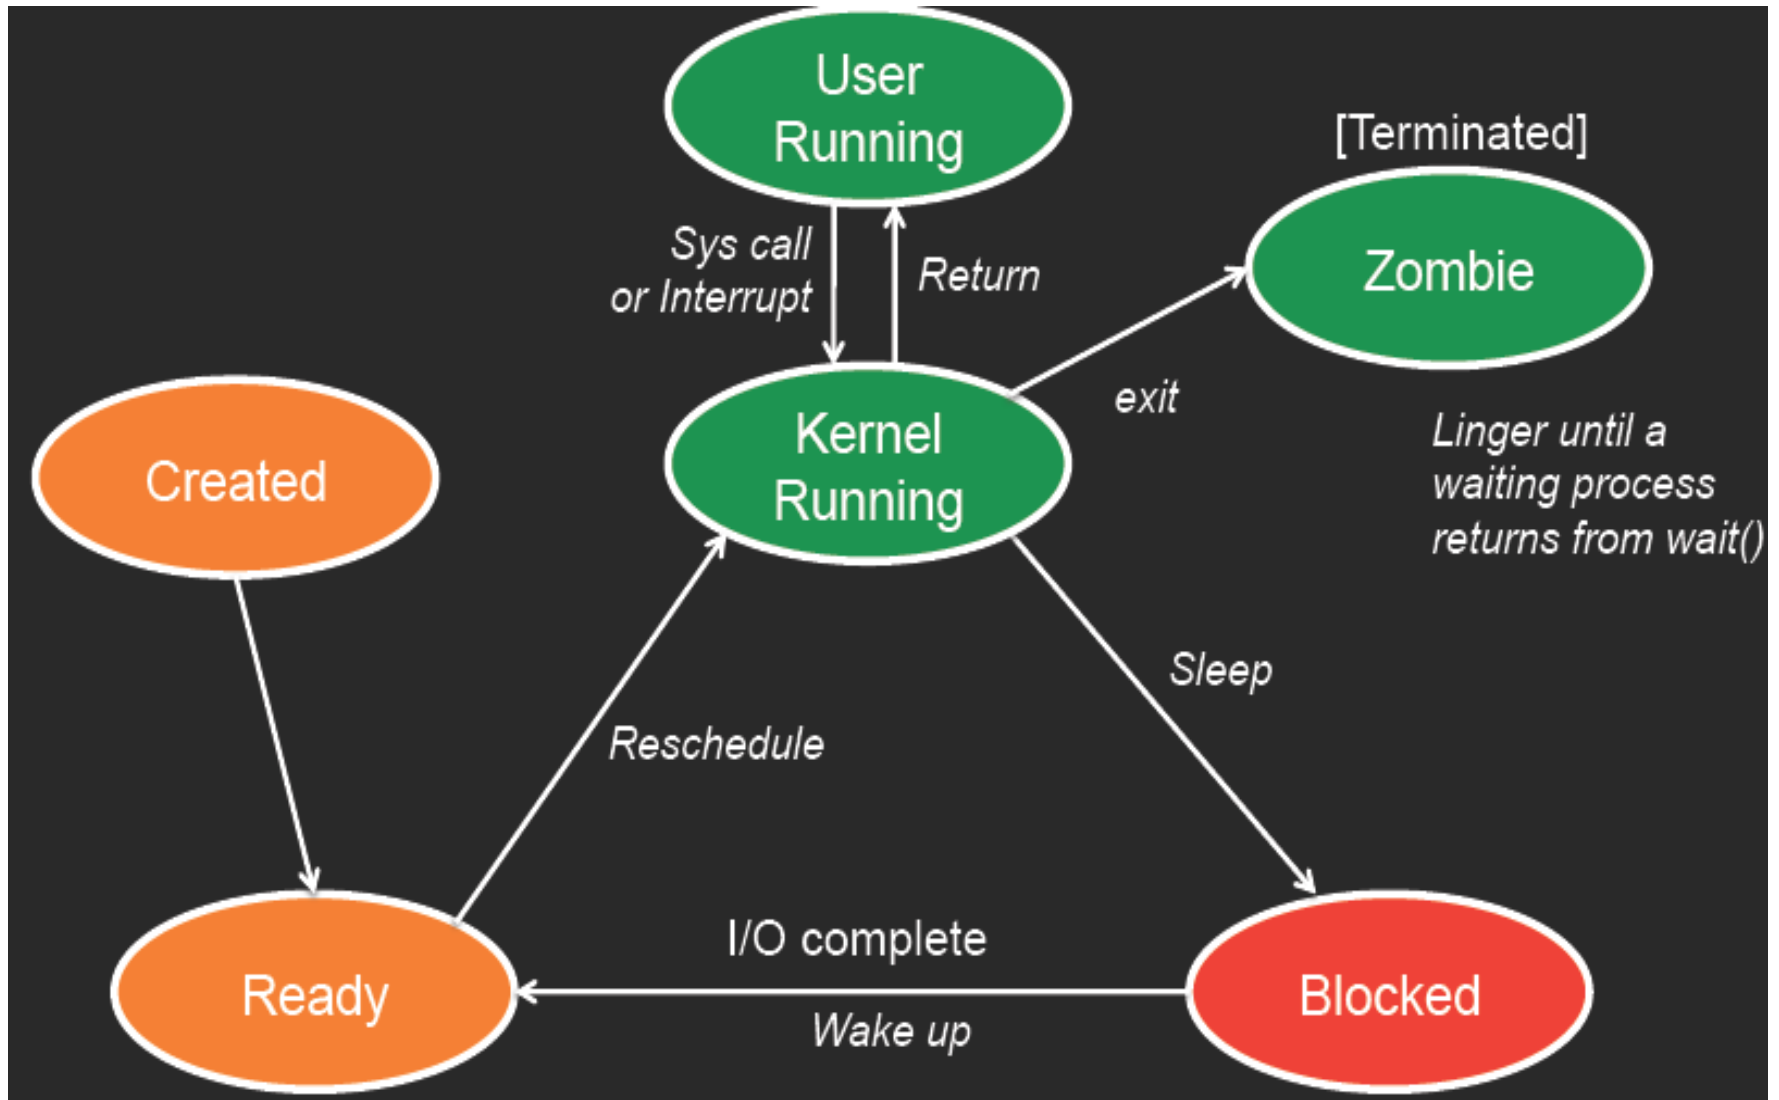 User
Running
[Terminated]
Sys call
or Interrupt
Return
Zombie
exit
Kernel
Running
Linger until a
waiting process
returns from wait()
Created
Sleep
Reschedule
I/O complete
Ready
Blocked
Wake up